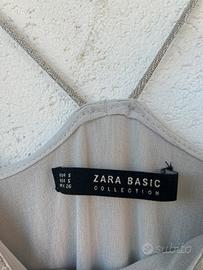 EUR S
USA S
MEX 26
ZARA BASIC
COLLECTION
subito